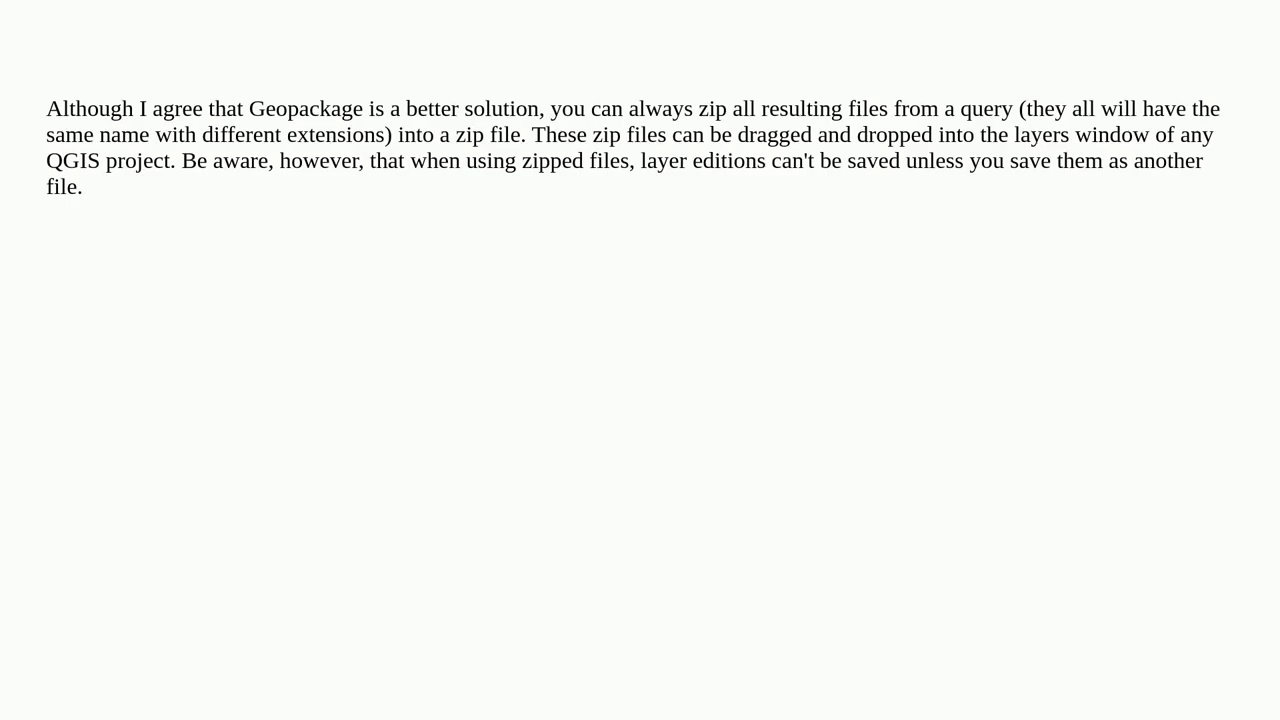 Although I agree that Geopackage is a better solution, you can always zip all resulting files from a query (they all will have the
same name with different extensions) into a zip file. These zip files can be dragged and dropped into the layers window of any
QGIS project. Be aware, however, that when using zipped files, layer editions can't be saved unless you save them as another
file.